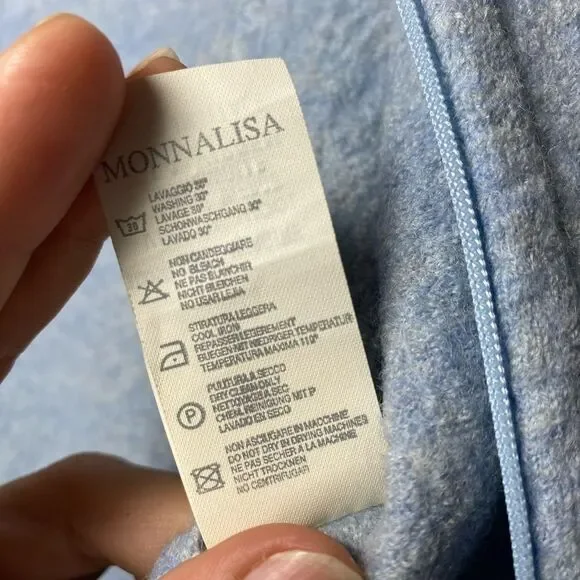 MONNALISA
LAVAGGIO 30°
WASHING 30°
LAVAGE 30°
SCHONWASCHGANG 30°
LAVADO 30°
30
NON CANDEGGIARE
NO BLEACH
NE PAS BLANCHIR
NICHT BLEICHEN
NO USAR LEJIA
STIRATURA LEGGERA
COOL IRON
REPASSER LEGEREMENT
BUEGEN MIT NIEDRIGER TEMPERATUR
TEMPERATURA MAXIMA 110°
PULITURA A SECCO
DRY CLEAN ONLY
NETTOYAGE A SEC
CHEM. REINIGUNG MIT P
LAVADO EN SECO
P
NON ASCIUGARE IN MACCHINE
DO NOT DRY IN DRYING MACHINES
NE PAS SECHER A LA MACHINE
NICHT TROCKNEN
NO CENTRIFUGAR